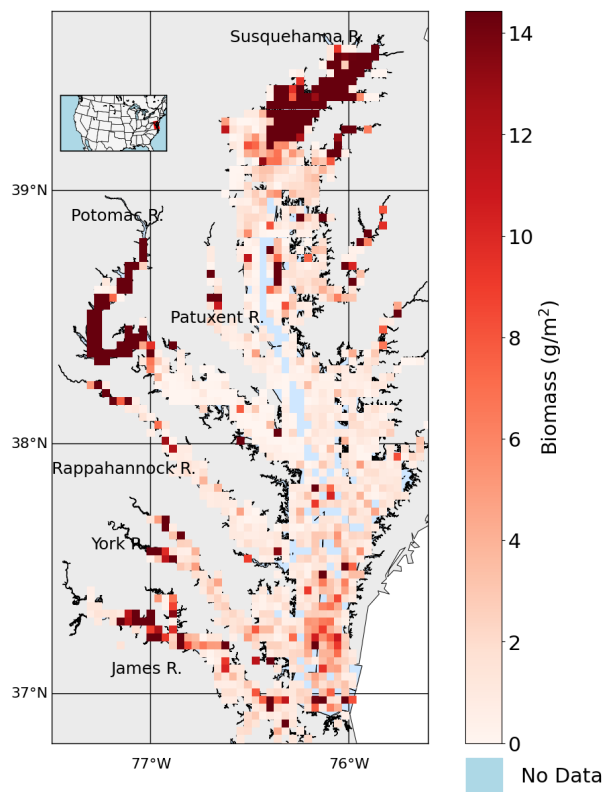 Susquehanna R.
39°N
Potomac R.
Patuxent R.
38°N
Rappahannock R.
York R.
James R.
37°N
77°W
76°W
14
12
10
8
6
4
2
0
Biomass (g/m²)
No Data